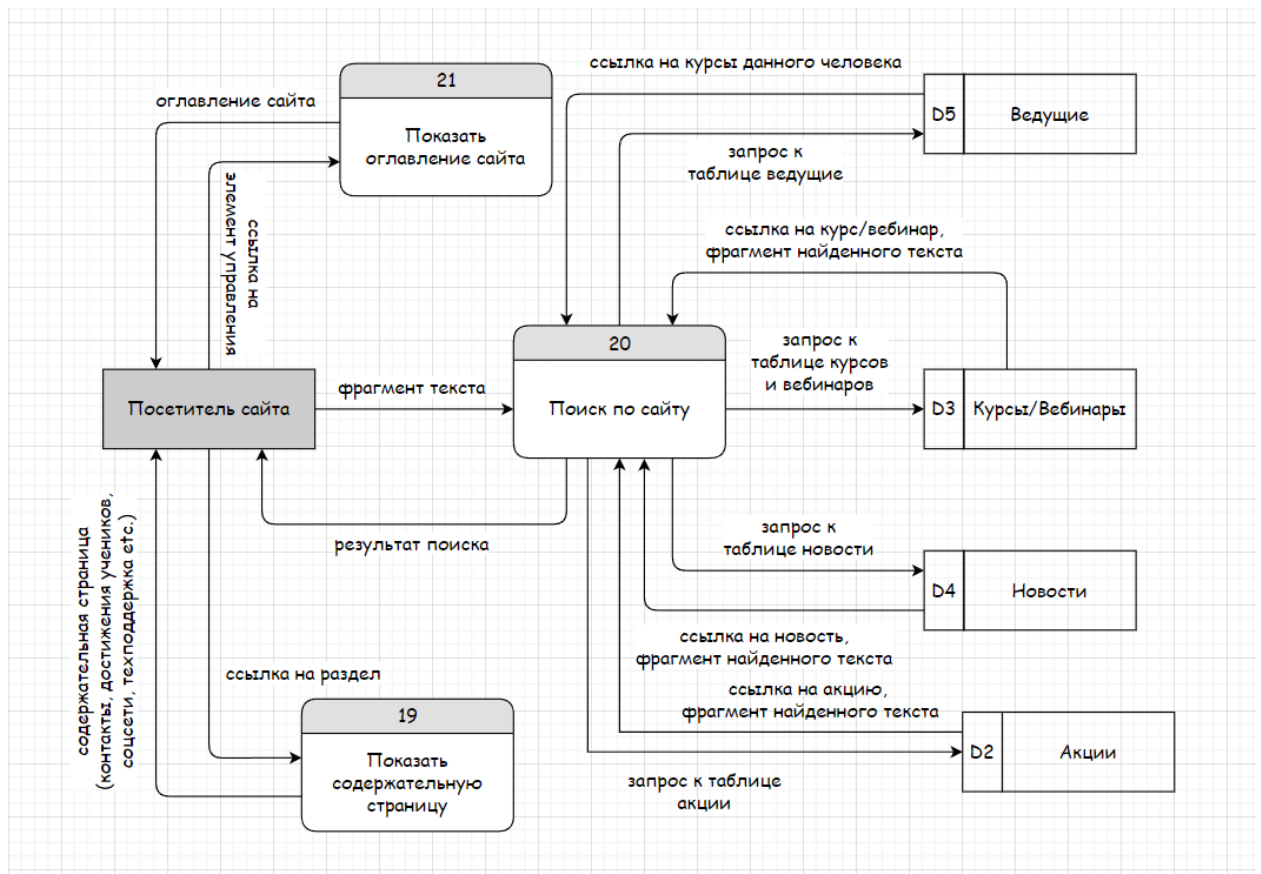 21
Показать
оглавление сайта
оглавление сайта
ссылка на
элемент управления
ссылка на курсы данного человека
D5
Ведущие
запрос к
таблице ведущие
ссылка на курс/вебинар,
фрагмент найденного текста
20
Поиск по сайту
запрос к
таблице курсов
и вебинаров
D3
Курсы/Вебинары
Посетитель сайта
фрагмент текста
результат поиска
запрос к
таблице новости
D4
Новости
ссылка на новость,
фрагмент найденного текста
ссылка на акцию,
фрагмент найденного текста
D2
Акции
запрос к таблице
акции
содержательная страница
(контакты, достижения учеников,
соцсети, техподдержка etc.)
ссылка на раздел
19
Показать
содержательную
страницу